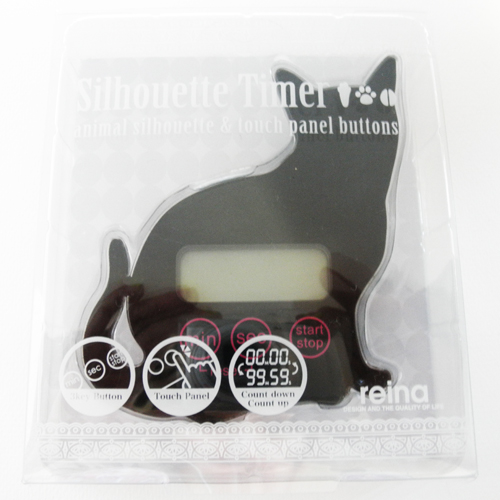 Silhouette Timer
animal silhouette & touch panel buttons
min sec start stop
sec start stop
Button
Touch Panel
00.00.
99.59.
Count down
Count up
reina
DESIGN AND THE QUALITY OF LIFE